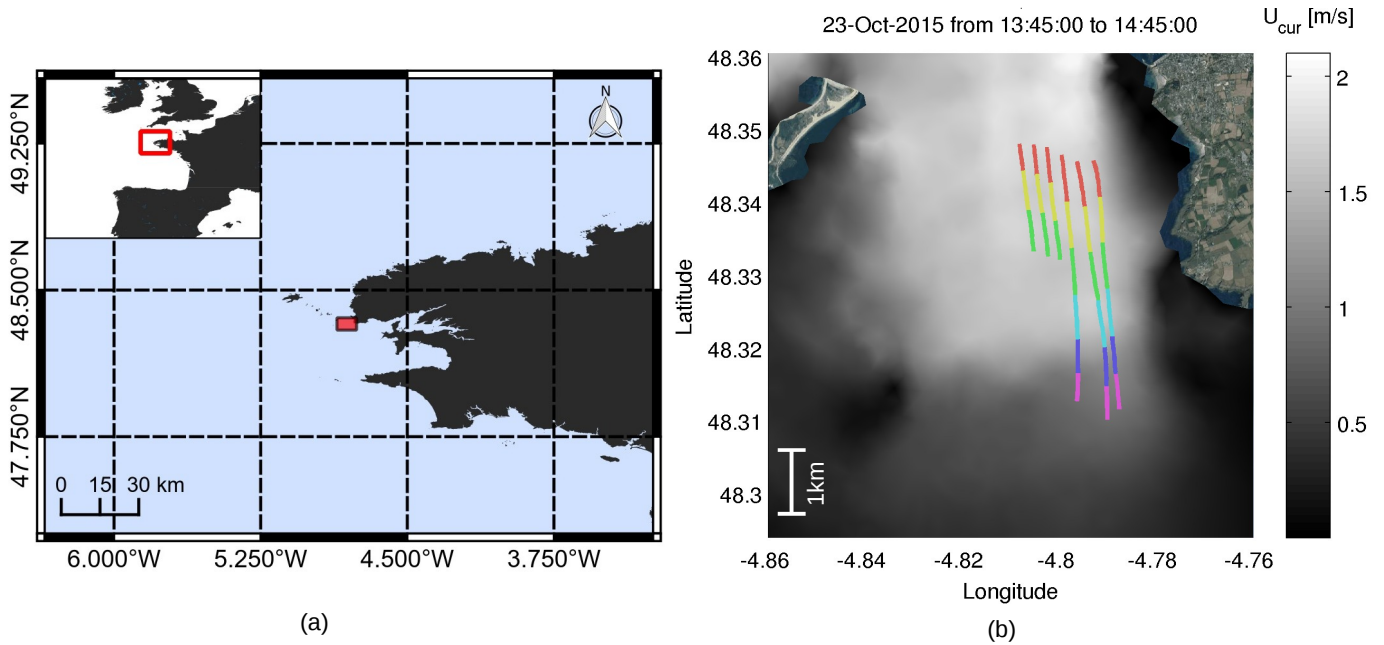 N
49.250°N
48.500°N
47.750°N
0 15 30 km
6.000°W 5.250°W 4.500°W 3.750°W
(a)
23-Oct-2015 from 13:45:00 to 14:45:00
Ucur [m/s]
48.36
48.35
48.34
48.33
48.32
48.31
48.3
Latitude
1km
-4.86 -4.84 -4.82 -4.8 -4.78 -4.76
Longitude
2
1.5
1
0.5
(b)